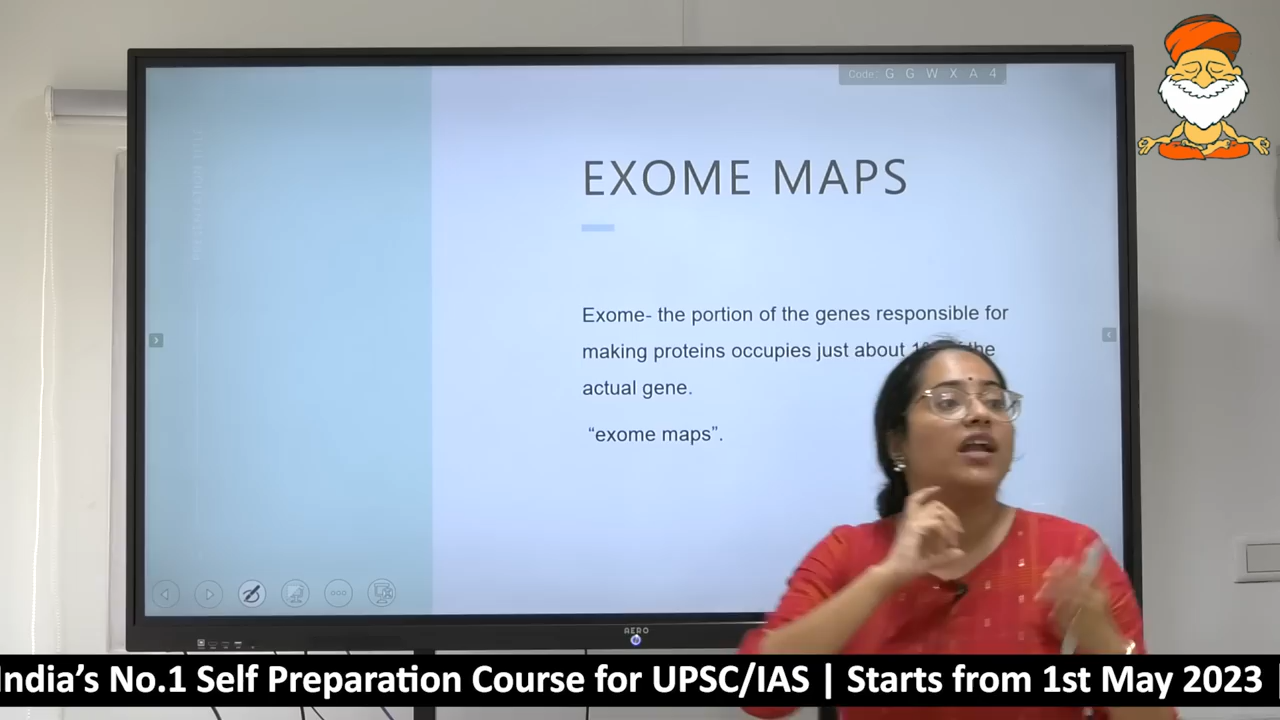 Code: G G W X A 4
EXOME MAPS
Exome- the portion of the genes responsible for
making proteins occupies just about the
actual gene.
“exome maps”.
AERO
India’s No.1 Self Preparation Course for UPSC/IAS | Starts from 1st May 2023